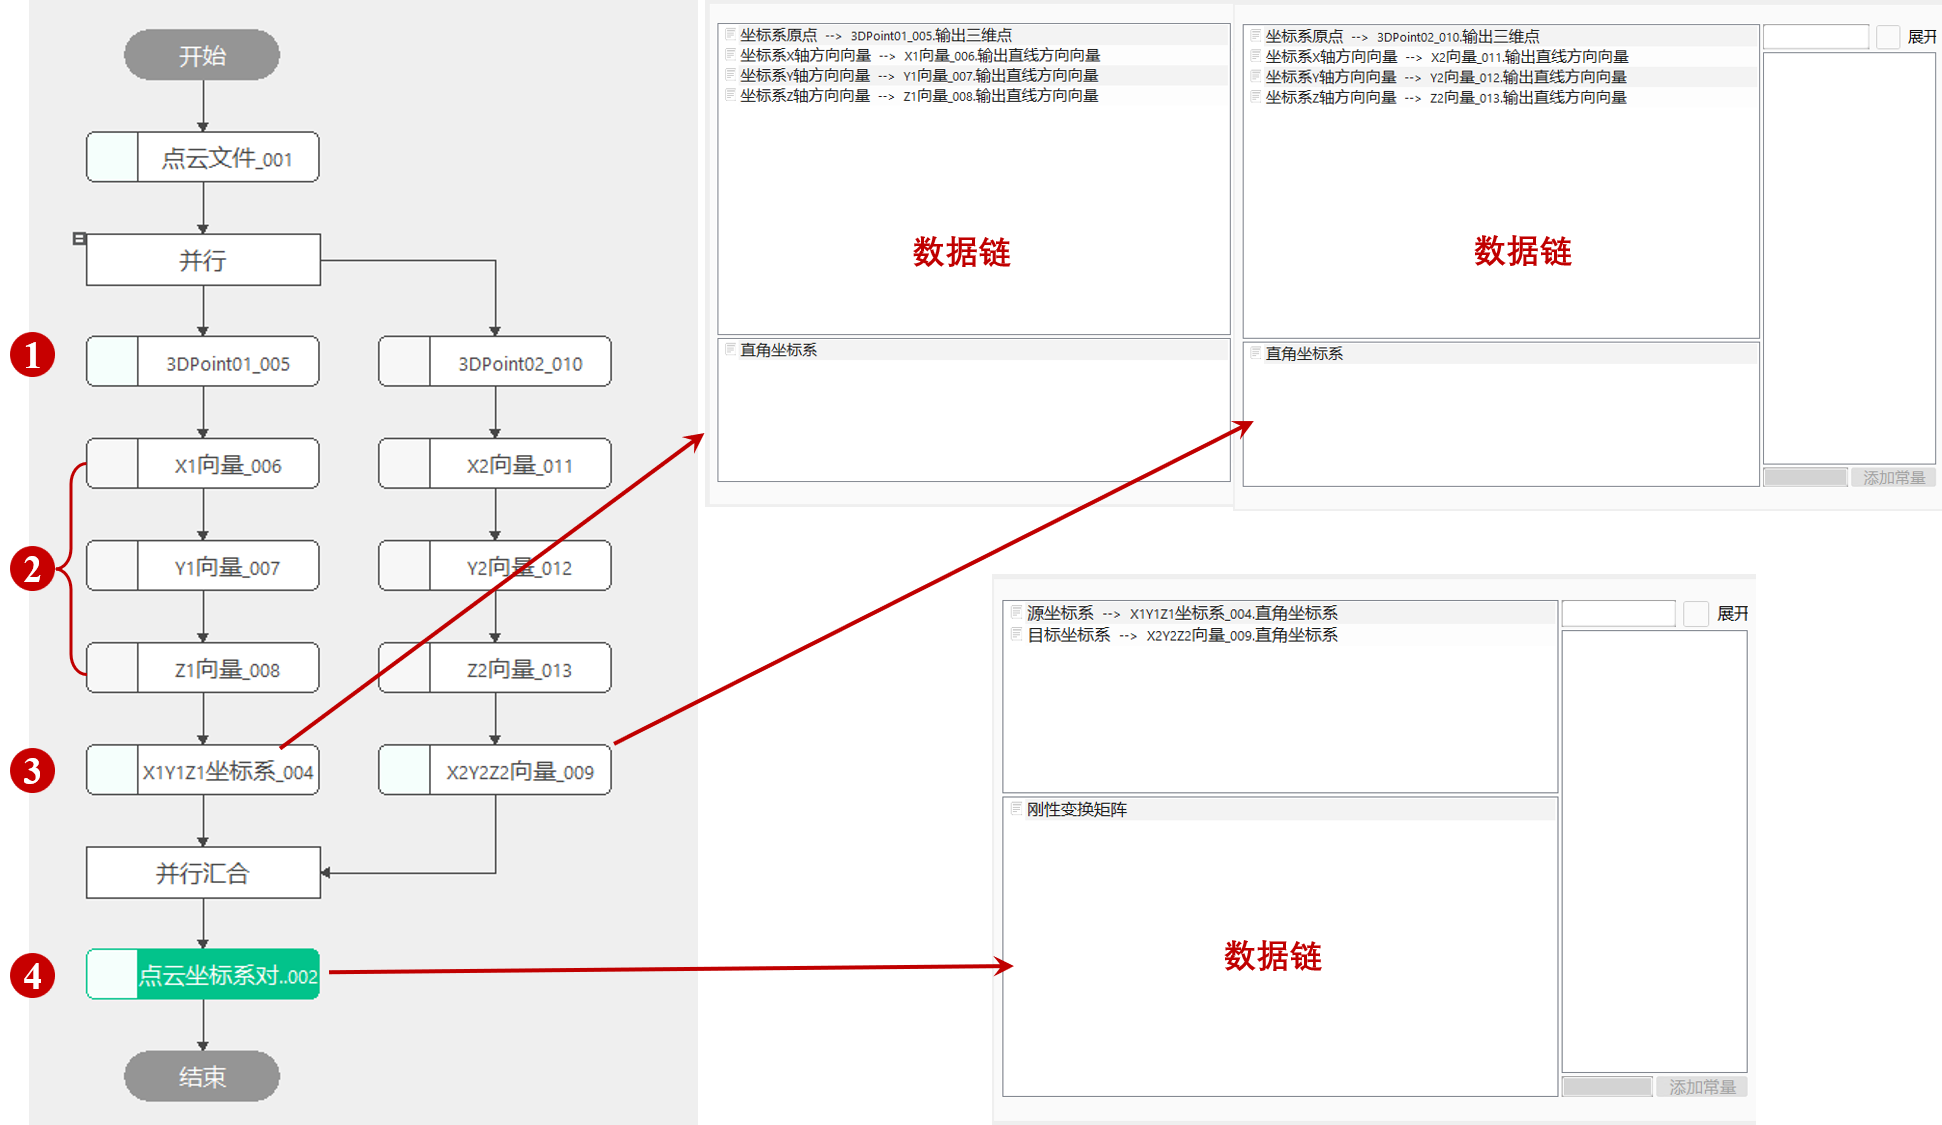 开始
点云文件_001
并行
1
3DPoint01_005
3DPoint02_010
X1向量_006
X2向量_011
2
Y1向量_007
Y2向量_012
Z1向量_008
Z2向量_013
3
X1Y1Z1坐标系_004
X2Y2Z2向量_009
并行汇合
4
点云坐标系对..002
结束
坐标系原点 --> 3DPoint01_005.输出三维点
坐标系X轴方向向量 --> X1向量_006.输出直线方向向量
坐标系Y轴方向向量 --> Y1向量_007.输出直线方向向量
坐标系Z轴方向向量 --> Z1向量_008.输出直线方向向量
数据链
直角坐标系
坐标系原点 --> 3DPoint02_010.输出三维点
坐标系X轴方向向量 --> X2向量_011.输出直线方向向量
坐标系Y轴方向向量 --> Y2向量_012.输出直线方向向量
坐标系Z轴方向向量 --> Z2向量_013.输出直线方向向量
数据链
直角坐标系
展开
添加常量
源坐标系 --> X1Y1Z1坐标系_004.直角坐标系
目标坐标系 --> X2Y2Z2向量_009.直角坐标系
刚性变换矩阵
数据链
展开
添加常量